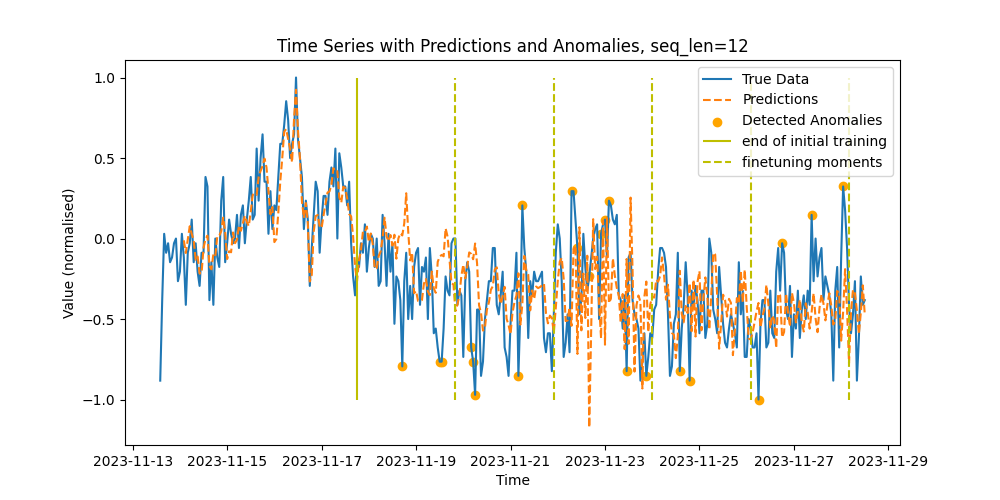 Time Series with Predictions and Anomalies, seq_len=12
True Data
Predictions
Detected Anomalies
end of initial training
finetuning moments
Value (normalised)
1.0
0.5
0.0
−0.5
−1.0
2023-11-13 2023-11-15 2023-11-17 2023-11-19 2023-11-21 2023-11-23 2023-11-25 2023-11-27 2023-11-29
Time